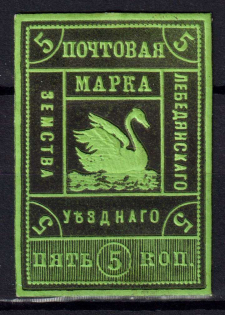 5 ПОЧТОВАЯ 5
МАРКА
ЗЕМСТВА
ЛЕБЕДЯНСКАГО
5 УѢЗДНАГО 5
ПЯТЬ 5 КОП.